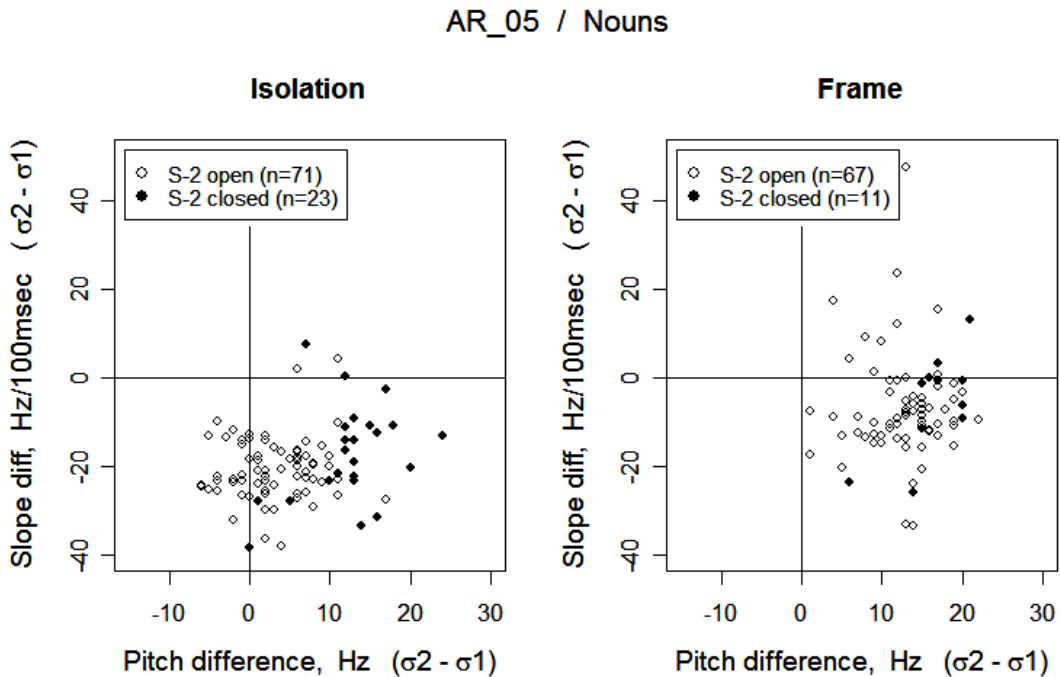 AR_05 / Nouns
Isolation
Slope diff, Hz/100msec ( σ2 - σ1)
40
20
0
-20
-40
S-2 open (n=71)
S-2 closed (n=23)
-10 0 10 20 30
Pitch difference, Hz (σ2 - σ1)
Frame
Slope diff, Hz/100msec ( σ2 - σ1)
40
20
0
-20
-40
S-2 open (n=67)
S-2 closed (n=11)
-10 0 10 20 30
Pitch difference, Hz (σ2 - σ1)